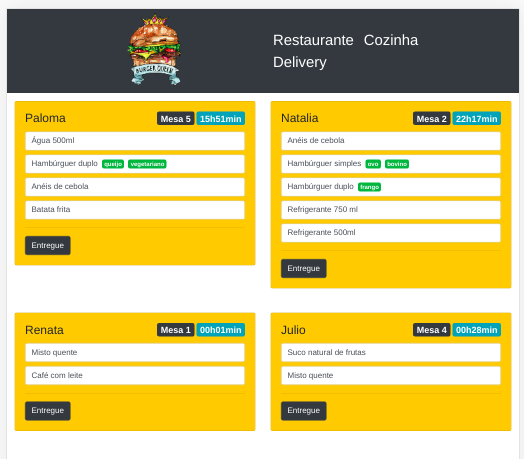 BURGER QUEEN
Restaurante Cozinha
Delivery
Paloma Mesa 5 15h51min
Água 500ml
Hambúrguer duplo queijo vegetariano
Anéis de cebola
Batata frita
Entregue
Natalia Mesa 2 22h17min
Anéis de cebola
Hambúrguer simples ovo bovino
Hambúrguer duplo frango
Refrigerante 750 ml
Refrigerante 500ml
Entregue
Renata Mesa 1 00h01min
Misto quente
Café com leite
Entregue
Julio Mesa 4 00h28min
Suco natural de frutas
Misto quente
Entregue